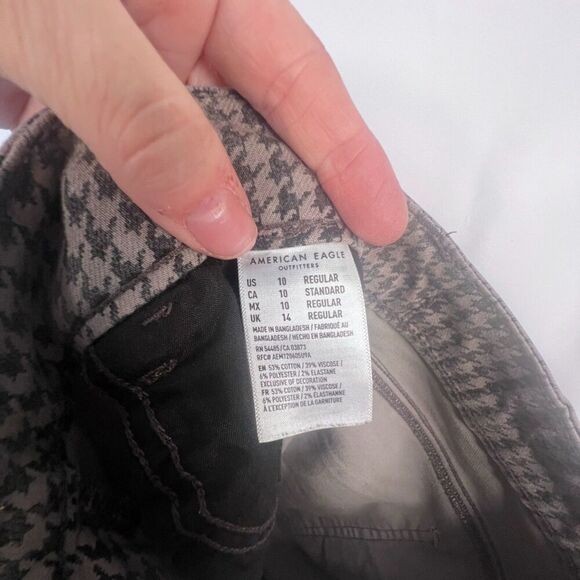 AMERICAN EAGLE
OUTFITTERS
US 10 REGULAR
CA 10 STANDARD
MX 10 REGULAR
UK 14 REGULAR
MADE IN BANGLADESH / FABRIQUÉ AU
BANGLADESH / HECHO EN BANGLADESH
RN 54485/CA 03873
RFC# AEM120605U9A
EN 53% COTTON / 39% VISCOSE /
6% POLYESTER / 2% ELASTANE
EXCLUSIVE OF DECORATION
FR 53% COTON / 39% VISCOSE /
6% POLYESTER / 2% ÉLASTHANNE
À L'EXCEPTION DE LA GARNITURE